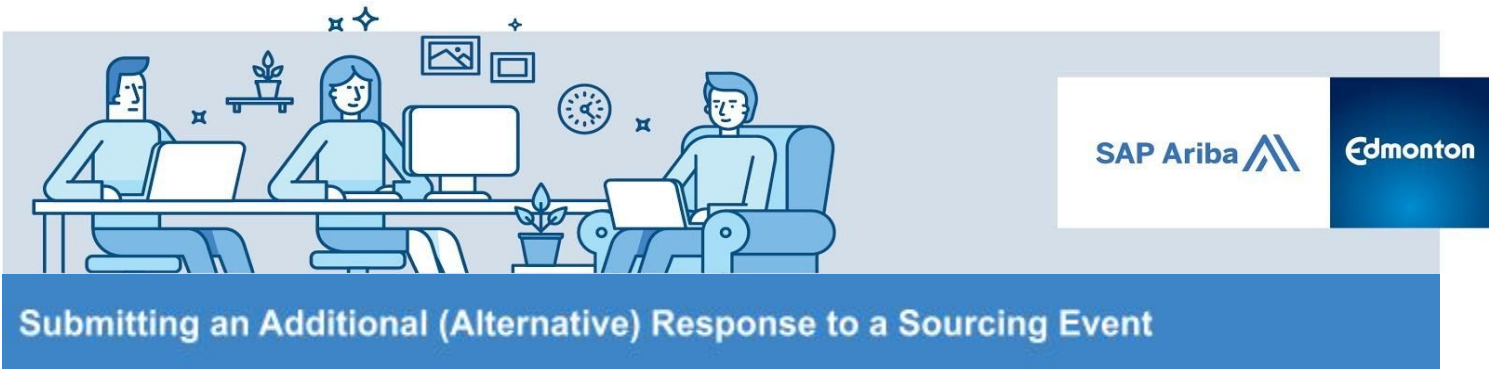 SAP Ariba
Edmonton
Submitting an Additional (Alternative) Response to a Sourcing Event